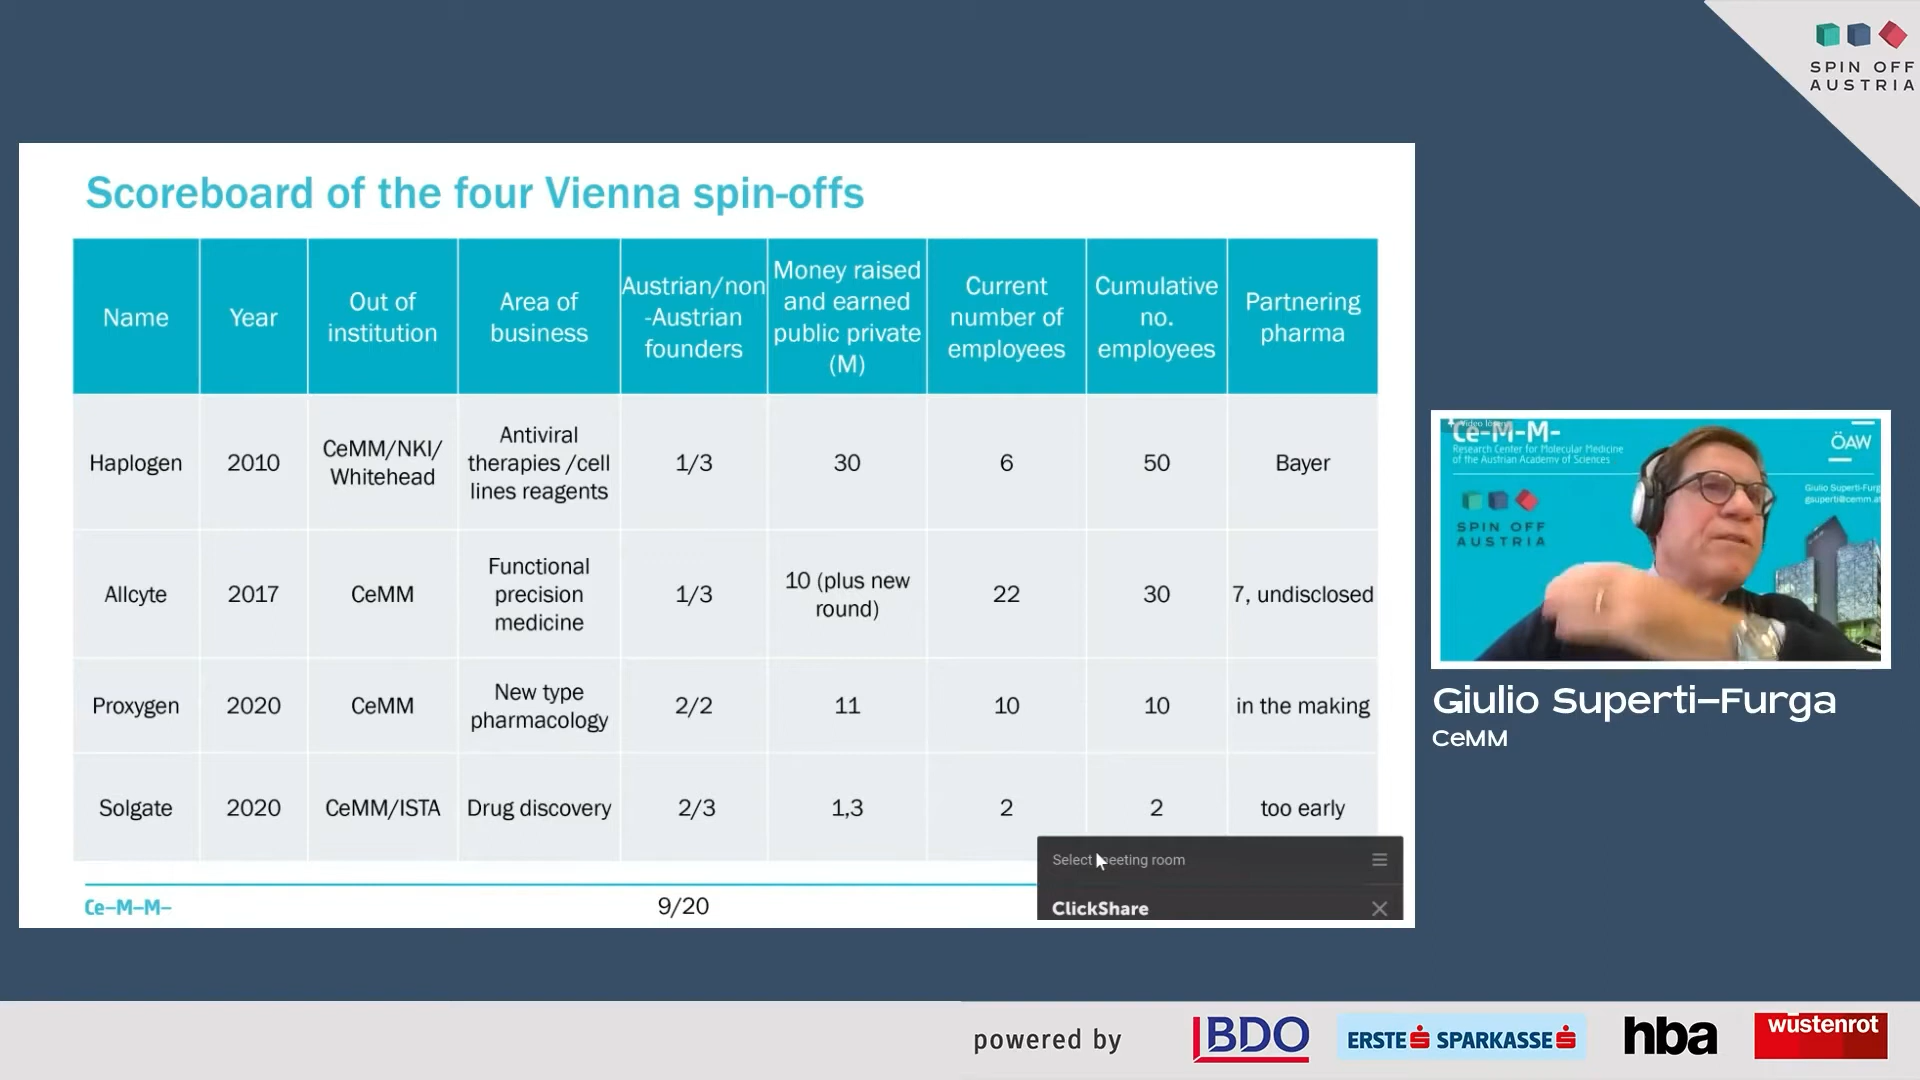 SPIN OFF
AUSTRIA
Scoreboard of the four Vienna spin-offs
Name
Year
Out of
institution
Area of
business
Austrian/non
-Austrian
founders
Money raised
and earned
public private
(M)
Current
number of
employees
Cumulative
no.
employees
Partnering
pharma
Haplogen
2010
CeMM/NKI/
Whitehead
Antiviral
therapies /cell
lines reagents
1/3
30
6
50
Bayer
Allcyte
2017
CeMM
Functional
precision
medicine
1/3
10 (plus new
round)
22
30
7, undisclosed
Proxygen
2020
CeMM
New type
pharmacology
2/2
11
10
10
in the making
Solgate
2020
CeMM/ISTA
Drug discovery
2/3
1,3
2
2
too early
Ce-M-M-
9/20
Select meeting room
ClickShare
Ce-M-M-
Research Center for Molecular Medicine
of the Austrian Academy of Sciences
ÖAW
Giulio Superti-Furg
gsuperti@cemm.at
SPIN OFF
AUSTRIA
Giulio Superti-Furga
CeMM
powered by
BDO
ERSTE SPARKASSE
hba
wüstenrot